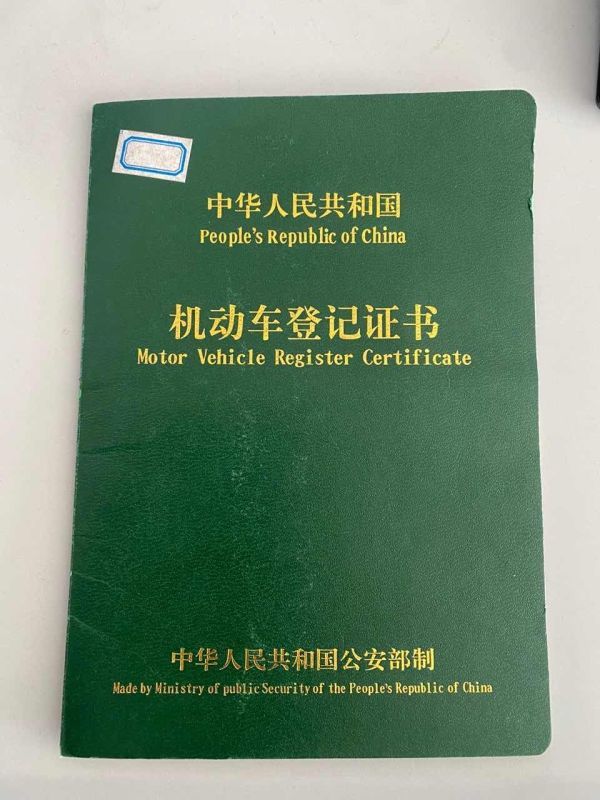 中华人民共和国
People's Republic of China
机动车登记证书
Motor Vehicle Register Certificate
中华人民共和国公安部制
Made by Ministry of public Security of the People's Republic of China